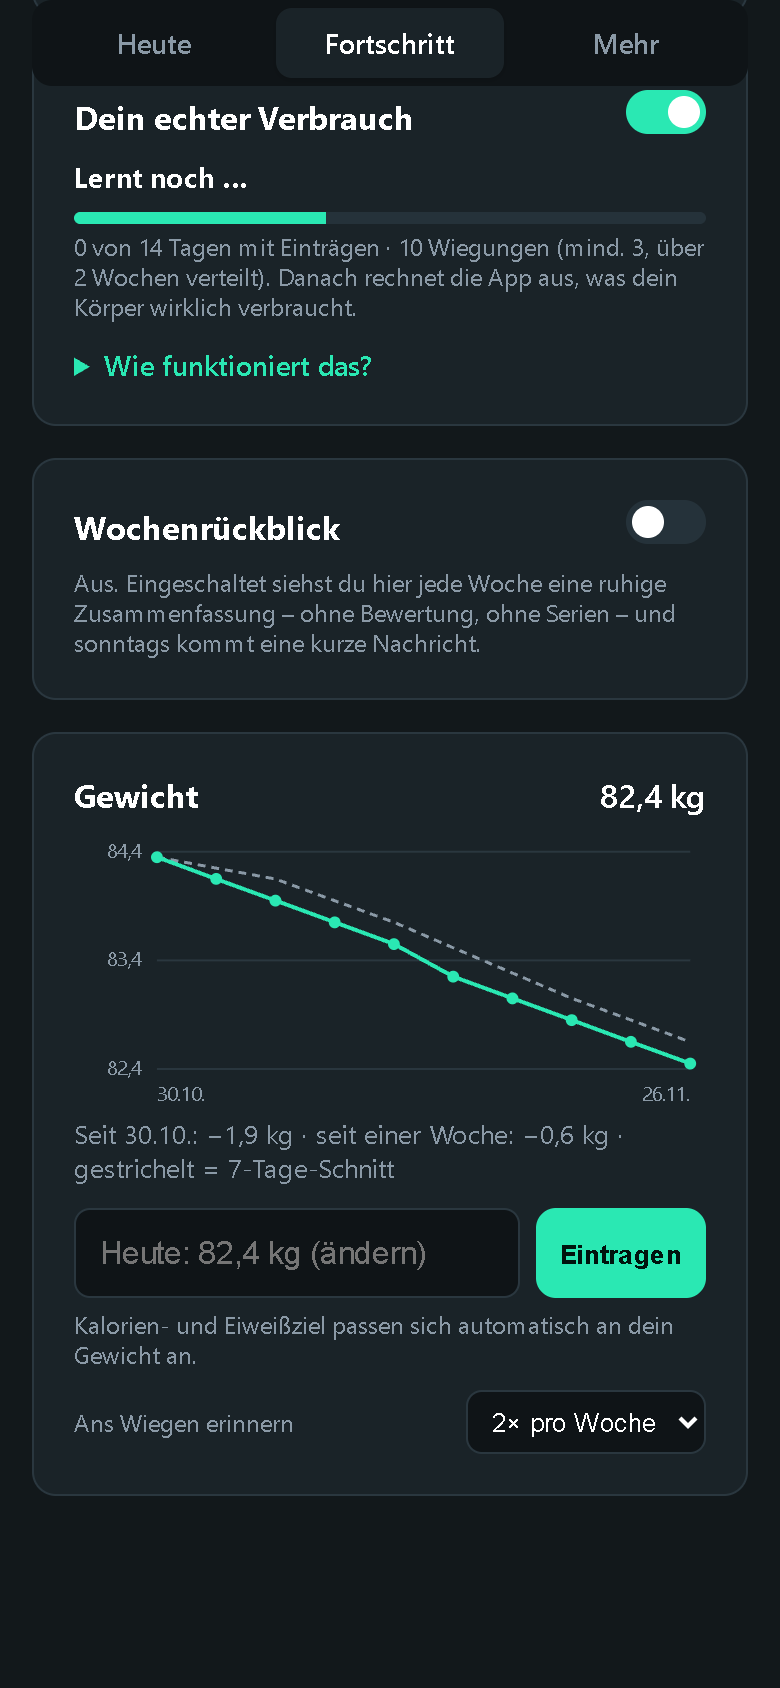 Heute Fortschritt Mehr
Dein echter Verbrauch
Lernt noch ...
0 von 14 Tagen mit Einträgen · 10 Wiegungen (mind. 3, über
2 Wochen verteilt). Danach rechnet die App aus, was dein
Körper wirklich verbraucht.
▶ Wie funktioniert das?
Wochenrückblick
Aus. Eingeschaltet siehst du hier jede Woche eine ruhige
Zusammenfassung – ohne Bewertung, ohne Serien – und
sonntags kommt eine kurze Nachricht.
Gewicht 82,4 kg
84,4
83,4
82,4
30.10. 26.11.
Seit 30.10.: −1,9 kg · seit einer Woche: −0,6 kg ·
gestrichelt = 7-Tage-Schnitt
Heute: 82,4 kg (ändern) Eintragen
Kalorien- und Eiweißziel passen sich automatisch an dein
Gewicht an.
Ans Wiegen erinnern 2× pro Woche